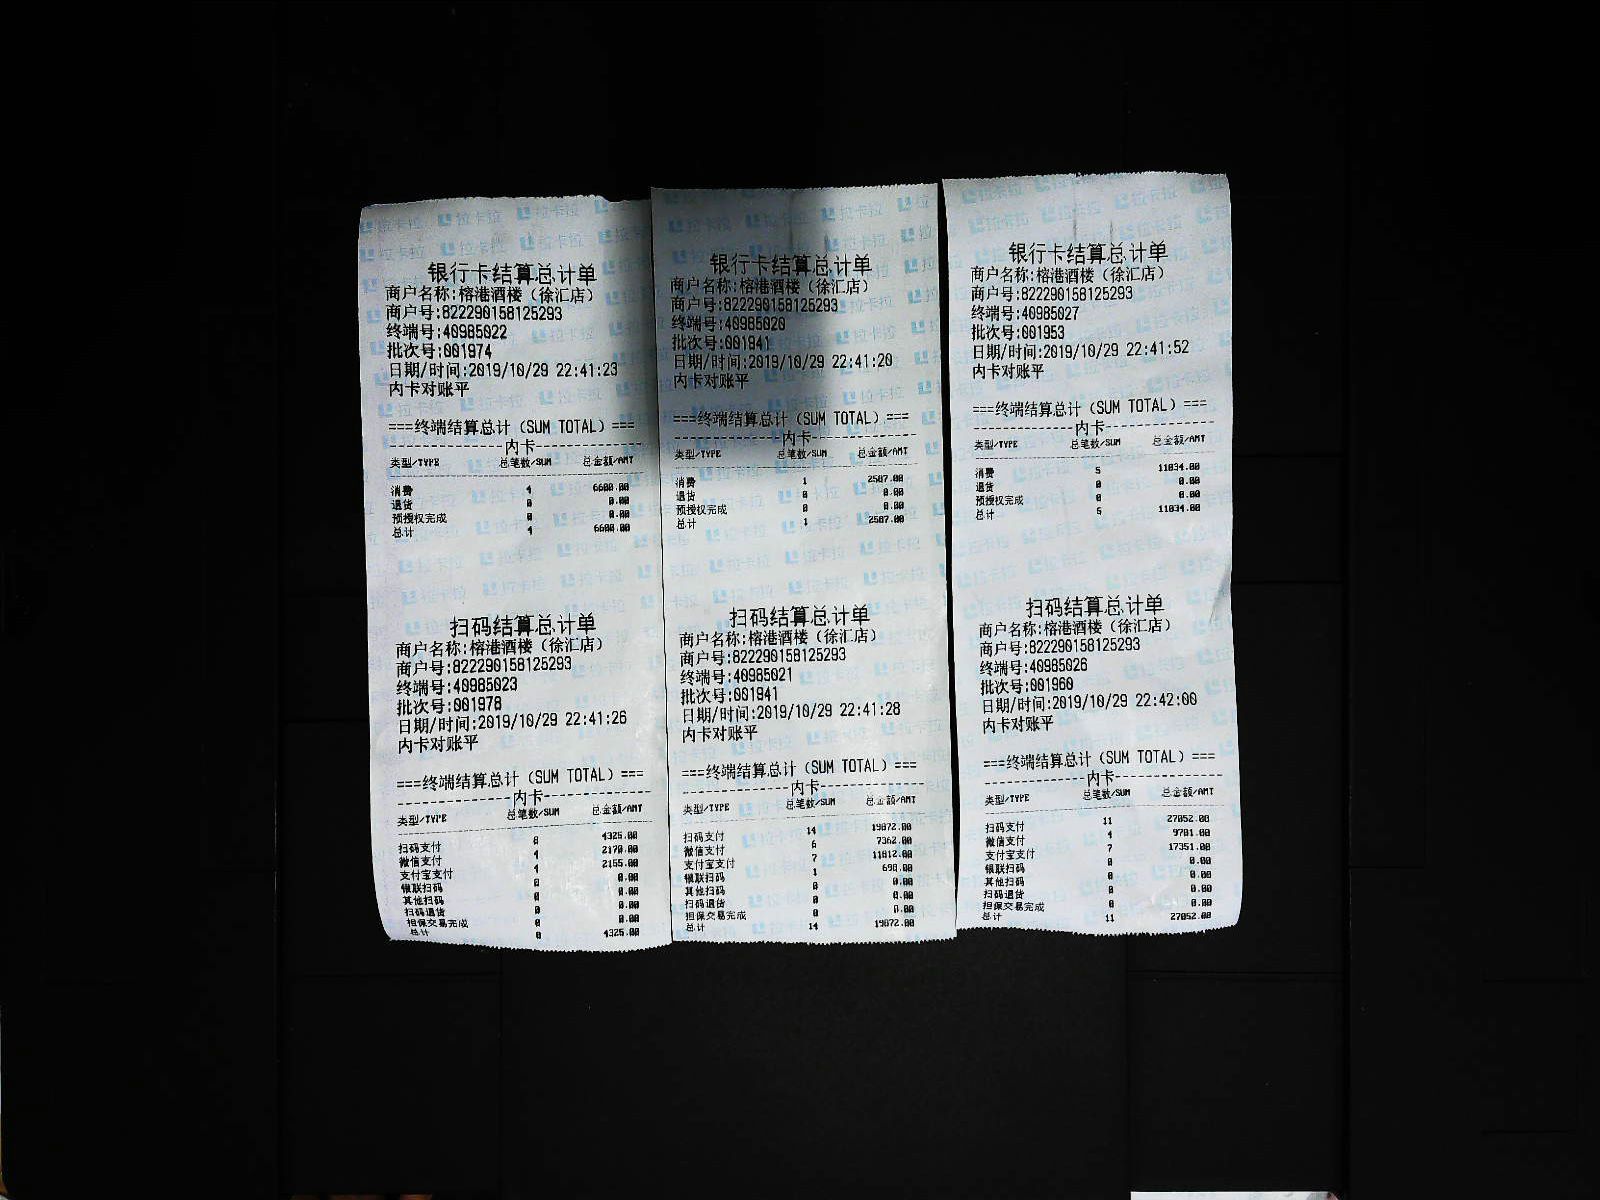 银行卡结算总计单
商户名称:榕港酒楼（徐汇店）
商户号:822290158125293
终端号:40985022
批次号:001974
日期/时间:2019/10/29 22:41:23
内卡对账平
===终端结算总计（SUM TOTAL）===
内卡
类型/TYPE 总笔数/SUM 总金额/AMT
消费 4 6600.00
退货 0 0.00
预授权完成 0 0.00
总计 4 6600.00
扫码结算总计单
商户名称:榕港酒楼（徐汇店）
商户号:822290158125293
终端号:40985023
批次号:001978
日期/时间:2019/10/29 22:41:26
内卡对账平
===终端结算总计（SUM TOTAL）===
内卡
类型/TYPE 总笔数/SUM 总金额/AMT
扫码支付 8 4325.00
微信支付 4 2170.00
支付宝支付 4 2155.00
银联扫码 0 0.00
其他扫码 0 0.00
扫码退货 0 0.00
担保交易完成 0 0.00
总计 8 4325.00
银行卡结算总计单
商户名称:榕港酒楼（徐汇店）
商户号:822290158125293
终端号:40985020
批次号:001941
日期/时间:2019/10/29 22:41:20
内卡对账平
===终端结算总计（SUM TOTAL）===
内卡
类型/TYPE 总笔数/SUM 总金额/AMT
消费 1 2507.00
退货 0 0.00
预授权完成 0 0.00
总计 1 2507.00
扫码结算总计单
商户名称:榕港酒楼（徐汇店）
商户号:822290158125293
终端号:40985021
批次号:001941
日期/时间:2019/10/29 22:41:28
内卡对账平
===终端结算总计（SUM TOTAL）===
内卡
类型/TYPE 总笔数/SUM 总金额/AMT
扫码支付 14 19872.00
微信支付 6 7362.00
支付宝支付 7 11812.00
银联扫码 1 698.00
其他扫码 0 0.00
扫码退货 0 0.00
担保交易完成 0 0.00
总计 14 19872.00
银行卡结算总计单
商户名称:榕港酒楼（徐汇店）
商户号:822290158125293
终端号:40985027
批次号:001953
日期/时间:2019/10/29 22:41:52
内卡对账平
===终端结算总计（SUM TOTAL）===
内卡
类型/TYPE 总笔数/SUM 总金额/AMT
消费 5 11034.00
退货 0 0.00
预授权完成 0 0.00
总计 5 11034.00
扫码结算总计单
商户名称:榕港酒楼（徐汇店）
商户号:822290158125293
终端号:40985026
批次号:001960
日期/时间:2019/10/29 22:42:00
内卡对账平
===终端结算总计（SUM TOTAL）===
内卡
类型/TYPE 总笔数/SUM 总金额/AMT
扫码支付 11 27052.00
微信支付 4 9701.00
支付宝支付 7 17351.00
银联扫码 0 0.00
其他扫码 0 0.00
扫码退货 0 0.00
担保交易完成 0 0.00
总计 11 27052.00